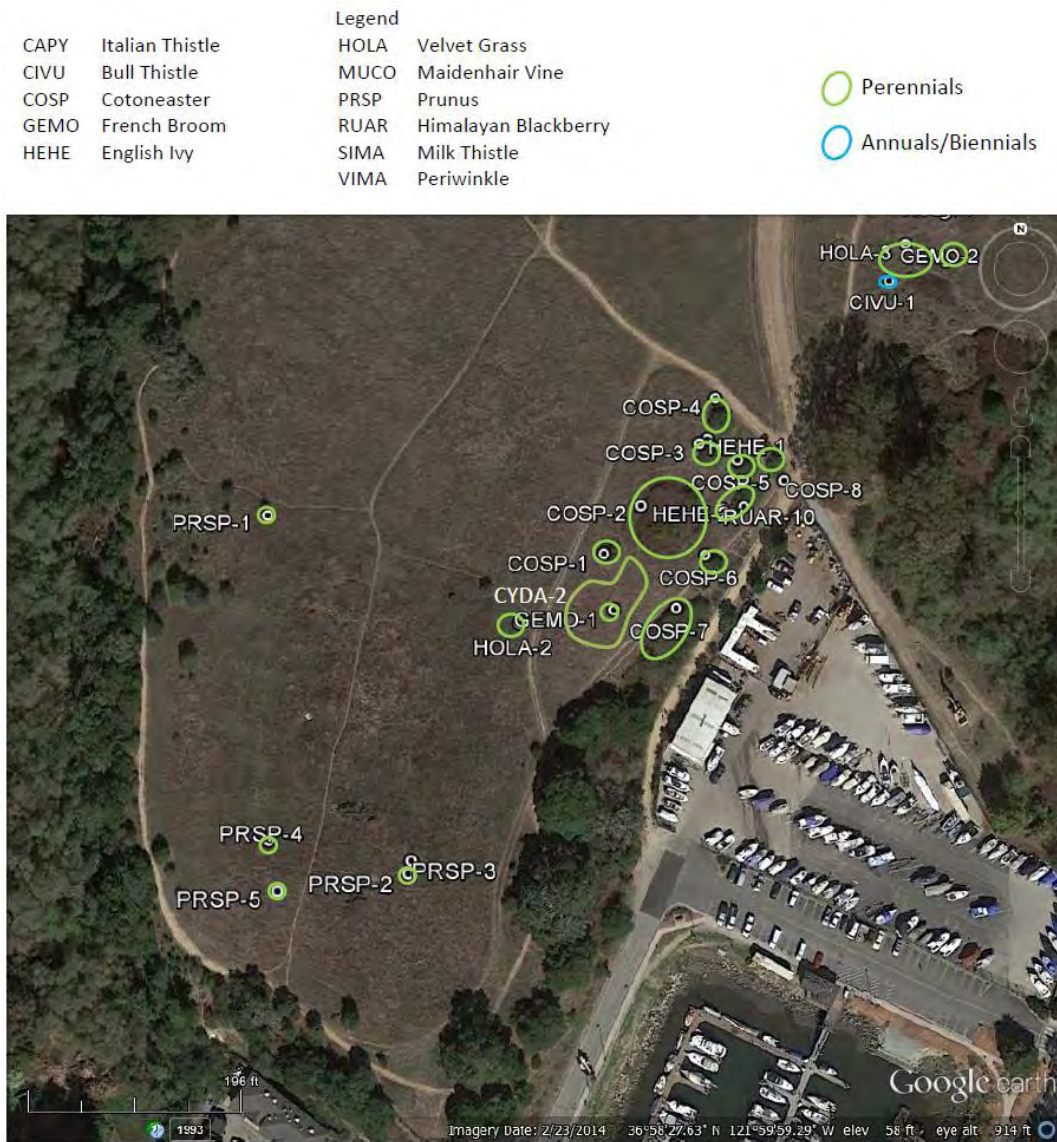 Legend
CAPY Italian Thistle
CIVU Bull Thistle
COSP Cotoneaster
GEMO French Broom
HEHE English Ivy
HOLA Velvet Grass
MUCO Maidenhair Vine
PRSP Prunus
RUAR Himalayan Blackberry
SIMA Milk Thistle
VIMA Periwinkle
Perennials
Annuals/Biennials
N
HOLA-3 GEMO-2
CIVU-1
COSP-4
COSP-3 HEHE-1
COSP-5
COSP-8
COSP-2 HEHE- RUAR-10
PRSP-1
COSP-1
COSP-6
CYDA-2
GEMO-1
COSP-7
HOLA-2
PRSP-4
PRSP-2 PRSP-3
PRSP-5
196 ft
Google earth
1993
Imagery Date: 2/23/2014 36°58'27.63" N 121°59'59.29" W elev 58 ft eye alt 914 ft